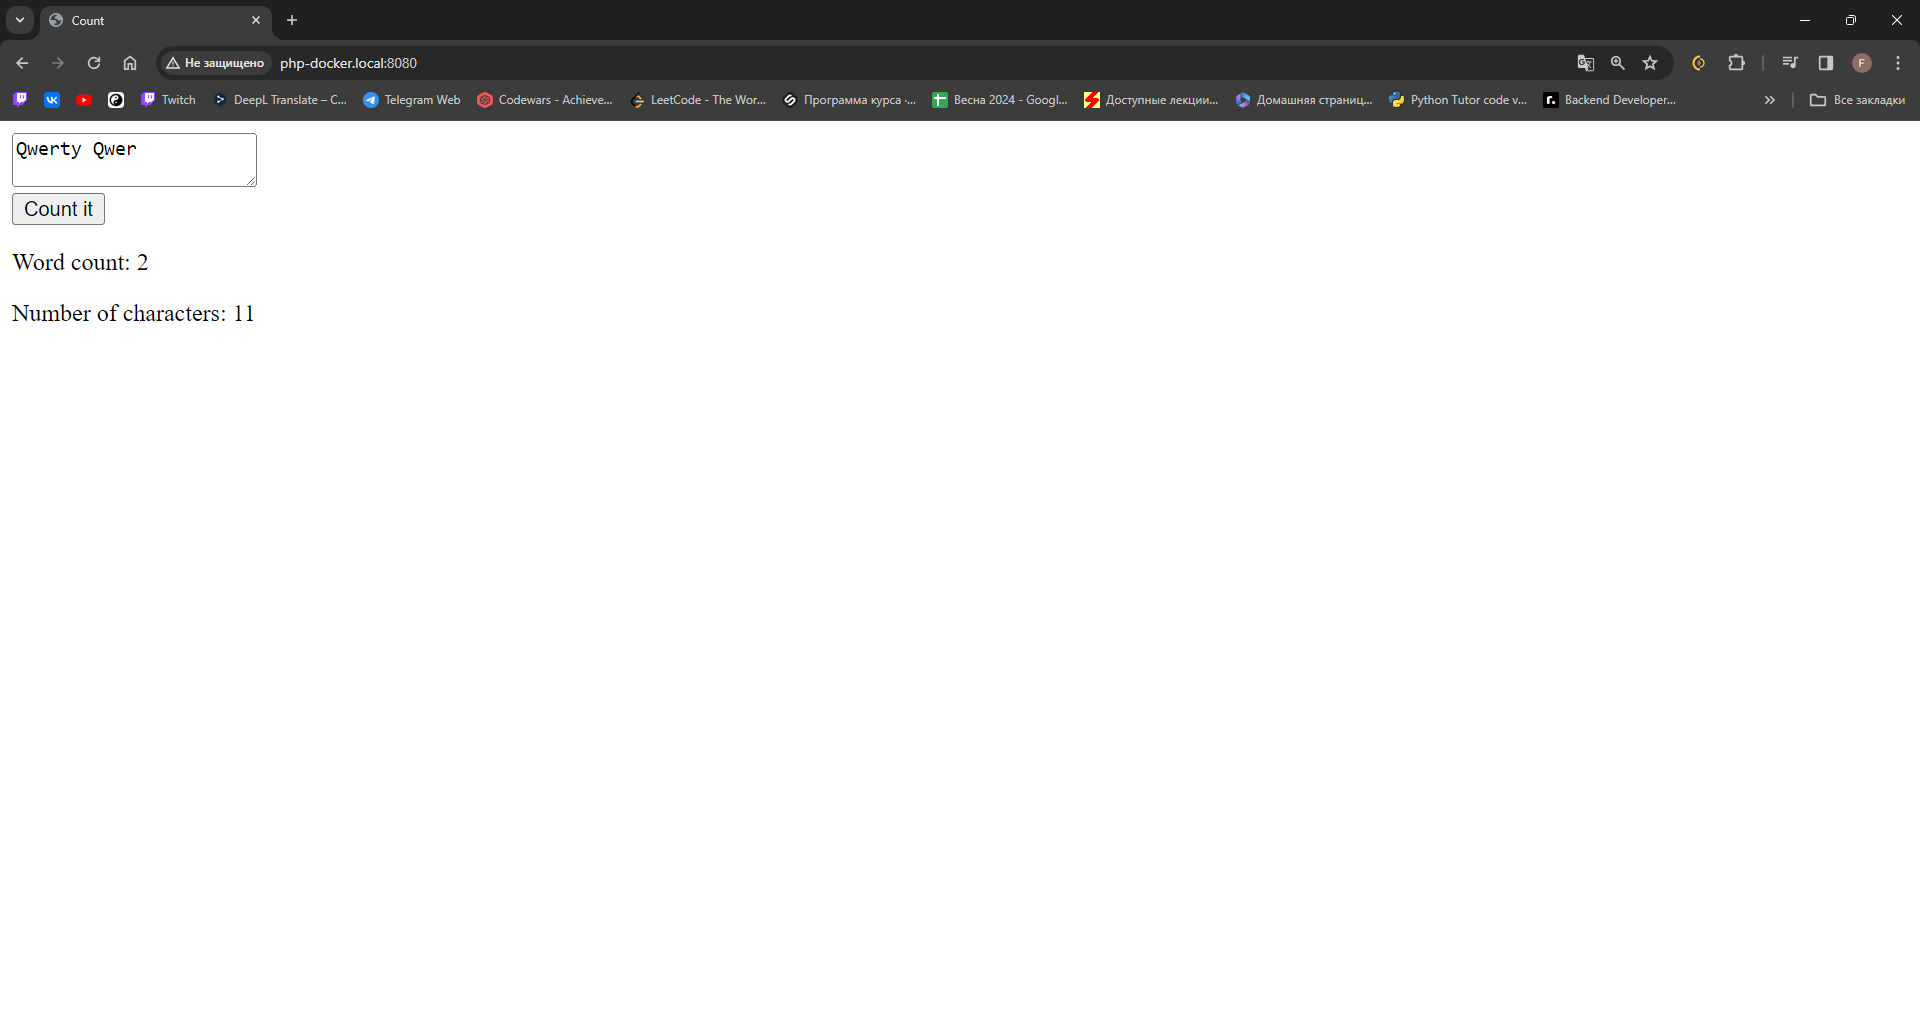 Count
Не защищено php-docker.local:8080
Twitch DeepL Translate – C... Telegram Web Codewars - Achieve... LeetCode - The Wor... Программа курса ·... Весна 2024 - Googl... Доступные лекции... Домашняя страниц... Python Tutor code v... Backend Developer... Все закладки
Qwerty Qwer
Count it
Word count: 2
Number of characters: 11